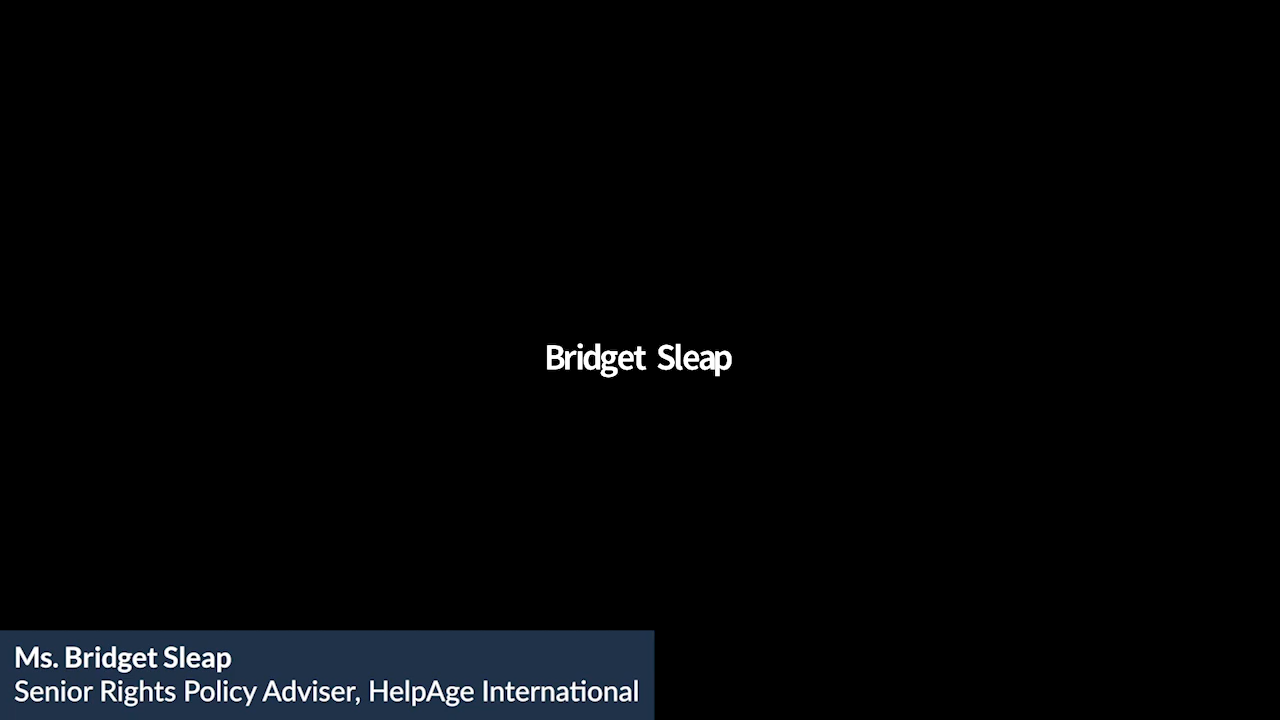 Bridget Sleap
Ms. Bridget Sleap
Senior Rights Policy Adviser, HelpAge International